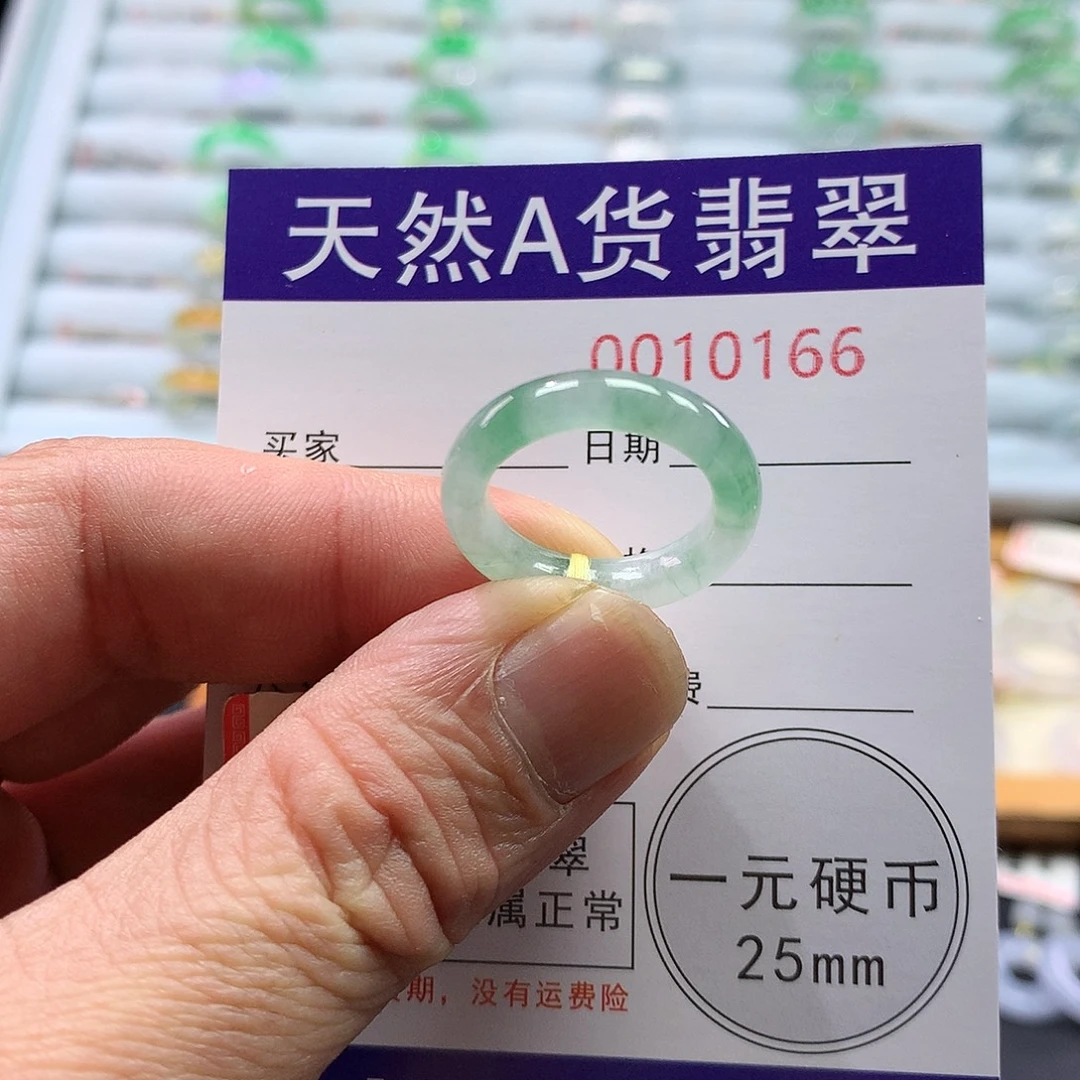 天然A货翡翠
0010166
买家 日期
费
翠
属正常
一元硬币
25mm
期，没有运费险